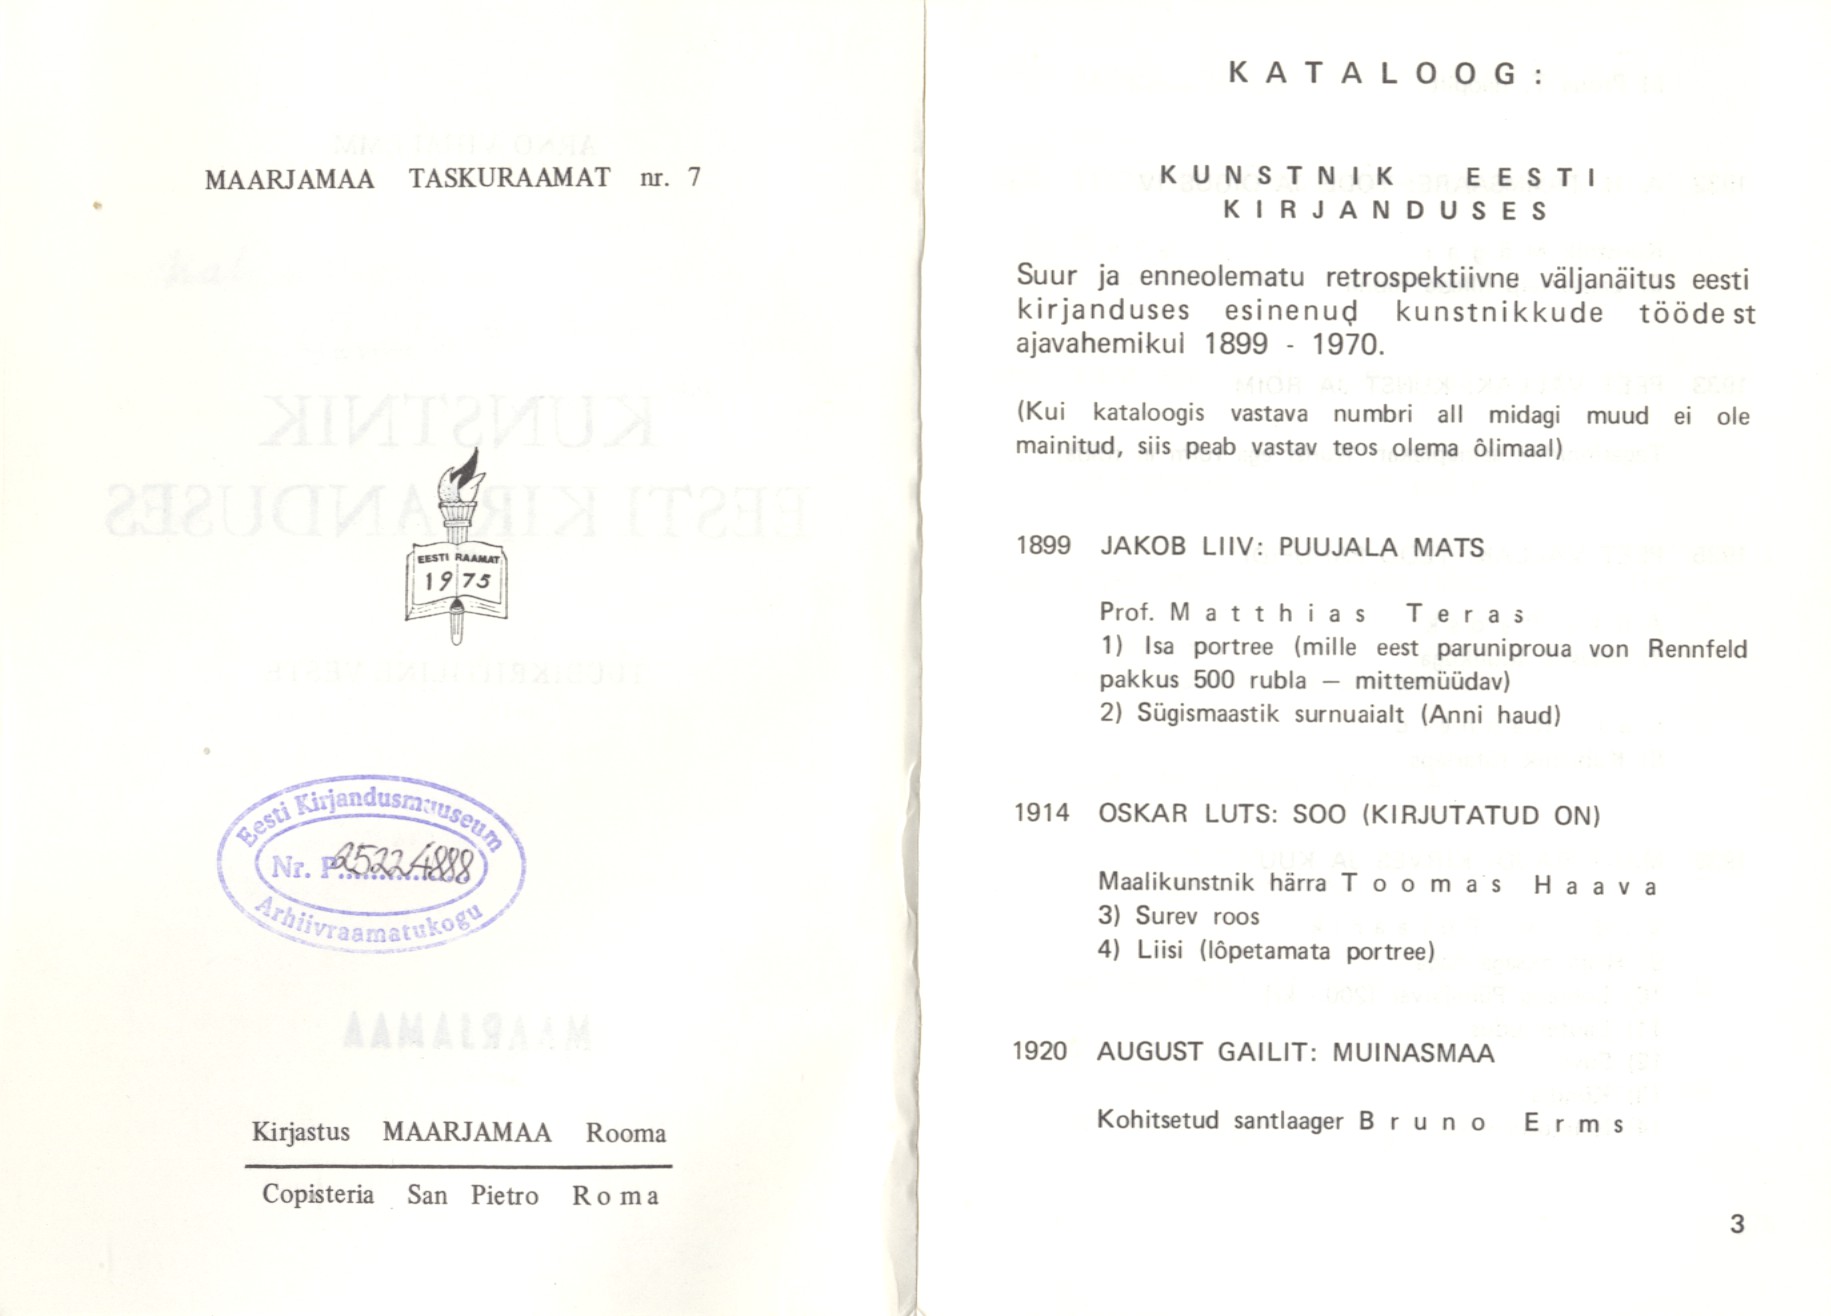 MAARJAMAA TASKURAAMAT nr. 7
EESTI RAAMAT
1975
Eesti Kirjandusmuuseum
Nr. P.25224888
Arhiivraamatukogu
Kirjastus MAARJAMAA Rooma
Copisteria San Pietro Roma
KATALOOG:
KUNSTNIK EESTI
KIRJANDUSES
Suur ja enneolematu retrospektiivne väljanäitus eesti
kirjanduses esinenud kunstnikkude töödest
ajavahemikul 1899 - 1970.
(Kui kataloogis vastava numbri all midagi muud ei ole
mainitud, siis peab vastav teos olema ôlimaal)
1899 JAKOB LIIV: PUUJALA MATS
Prof. Matthias Teras
1) Isa portree (mille eest paruniproua von Rennfeld
pakkus 500 rubla — mittemüüdav)
2) Sügismaastik surnuaialt (Anni haud)
1914 OSKAR LUTS: SOO (KIRJUTATUD ON)
Maalikunstnik härra Toomas Haava
3) Surev roos
4) Liisi (lôpetamata portree)
1920 AUGUST GAILIT: MUINASMAA
Kohitsetud santlaager Bruno Erms
3